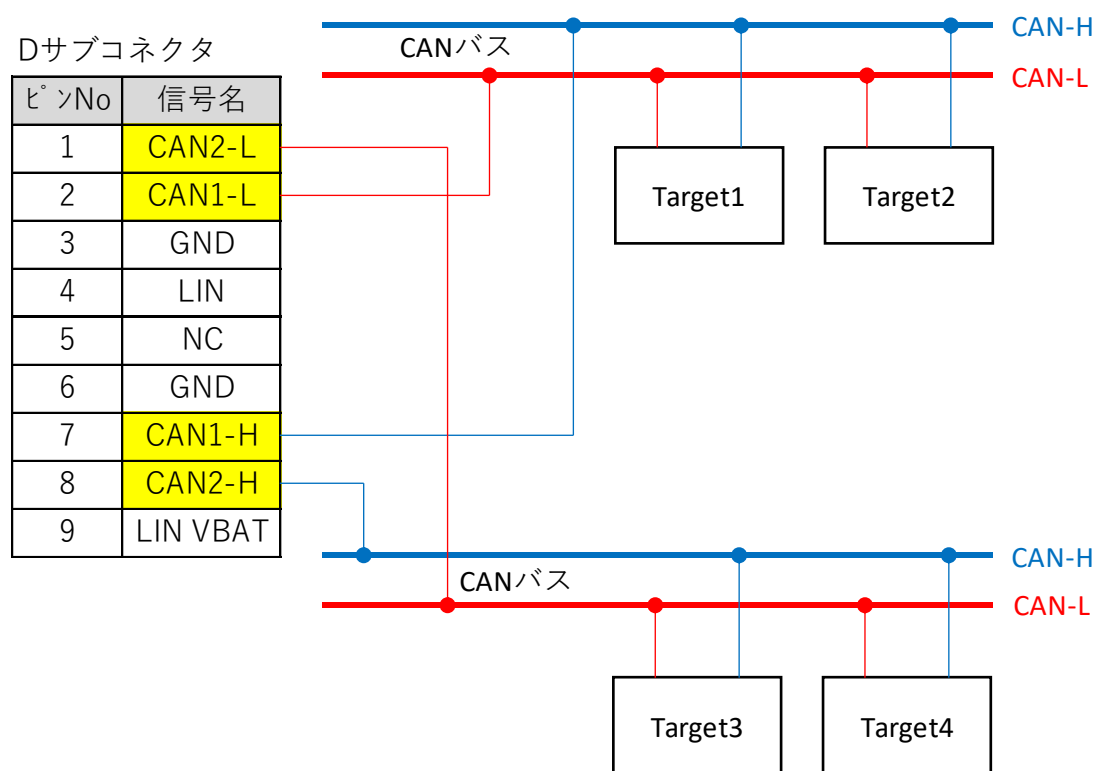 Dサブコネクタ
ピンNo 信号名
1 CAN2-L
2 CAN1-L
3 GND
4 LIN
5 NC
6 GND
7 CAN1-H
8 CAN2-H
9 LIN VBAT
CANバス
CAN-H
CAN-L
Target1
Target2
CAN-H
CANバス
CAN-L
Target3
Target4